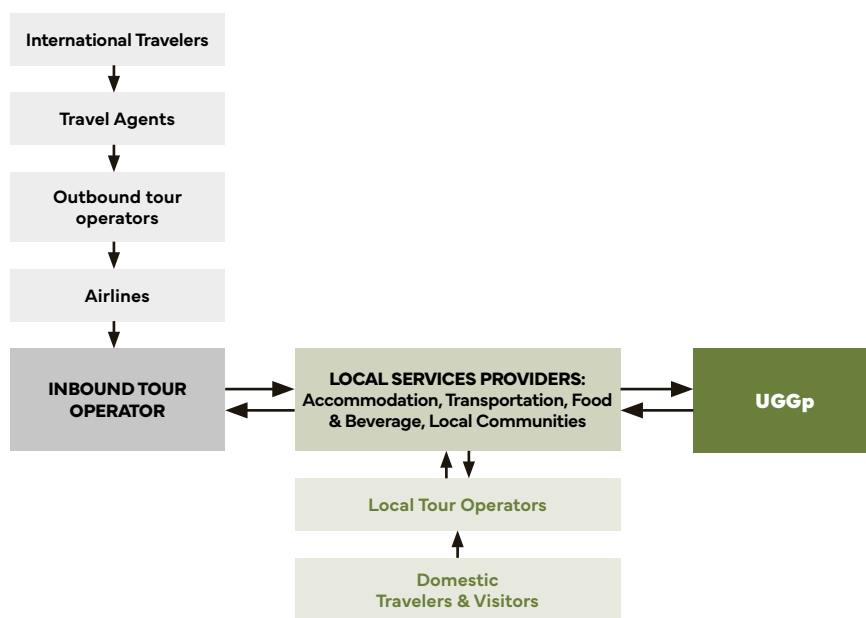 International Travelers
Travel Agents
Outbound tour
operators
Airlines
INBOUND TOUR
OPERATOR
LOCAL SERVICES PROVIDERS:
Accommodation, Transportation, Food
& Beverage, Local Communities
UGGp
Local Tour Operators
Domestic
Travelers & Visitors